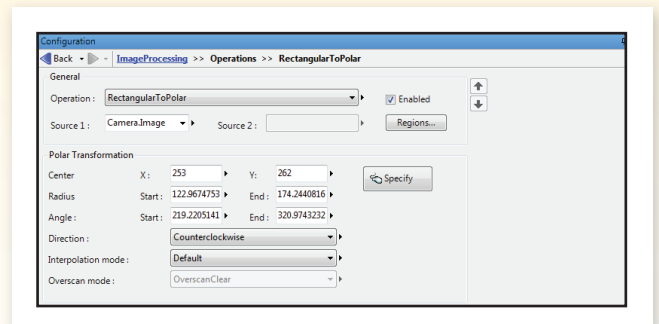 Configuration
Back ImageProcessing >> Operations >> RectangularToPolar
General
Operation : RectangularToPolar Enabled
Source 1 : Camera.Image Source 2 : Regions...
Polar Transformation
Center X : 253 Y: 262 Specify
Radius Start : 122.9674753 End : 174.2440816
Angle : Start : 219.2205141 End : 320.9743232
Direction : Counterclockwise
Interpolation mode : Default
Overscan mode : OverscanClear